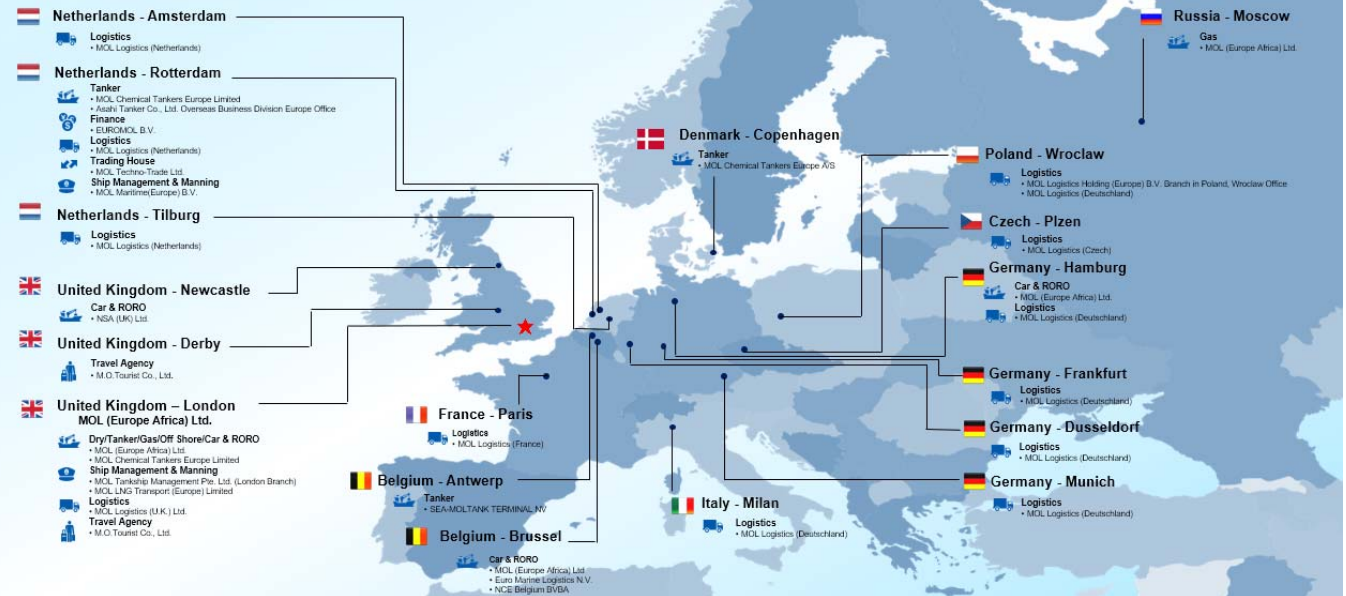 Netherlands - Amsterdam
Logistics
• MOL Logistics (Netherlands)
Netherlands - Rotterdam
Tanker
• MOL Chemical Tankers Europe Limited
• Asahi Tanker Co., Ltd. Overseas Business Division Europe Office
Finance
• EUROMOL B.V.
Logistics
• MOL Logistics (Netherlands)
Trading House
• MOL Techno-Trade Ltd.
Ship Management & Manning
• MOL Maritime(Europe) B.V.
Netherlands - Tilburg
Logistics
• MOL Logistics (Netherlands)
United Kingdom - Newcastle
Car & RORO
• NSA (UK) Ltd.
United Kingdom - Derby
Travel Agency
• M.O.Tourist Co., Ltd.
United Kingdom – London
MOL (Europe Africa) Ltd.
Dry/Tanker/Gas/Off Shore/Car & RORO
• MOL (Europe Africa) Ltd.
• MOL Chemical Tankers Europe Limited
Ship Management & Manning
• MOL Tankship Management Pte. Ltd. (London Branch)
• MOL LNG Transport (Europe) Limited
Logistics
• MOL Logistics (U.K.) Ltd.
Travel Agency
• M.O.Tourist Co., Ltd.
Denmark - Copenhagen
Tanker
• MOL Chemical Tankers Europe A/S
France - Paris
Logistics
• MOL Logistics (France)
Belgium - Antwerp
Tanker
• SEA-MOLTANK TERMINAL NV
Belgium - Brussel
Car & RORO
• MOL (Europe Africa) Ltd
• Euro Marine Logistics N.V.
• NCE Belgium BVBA
Italy - Milan
Logistics
• MOL Logistics (Deutschland)
Russia - Moscow
Gas
• MOL (Europe Africa) Ltd.
Poland - Wroclaw
Logistics
• MOL Logistics Holding (Europe) B.V. Branch in Poland, Wroclaw Office
• MOL Logistics (Deutschland)
Czech - Plzen
Logistics
• MOL Logistics (Czech)
Germany - Hamburg
Car & RORO
• MOL (Europe Africa) Ltd.
Logistics
• MOL Logistics (Deutschland)
Germany - Frankfurt
Logistics
• MOL Logistics (Deutschland)
Germany - Dusseldorf
Logistics
• MOL Logistics (Deutschland)
Germany - Munich
Logistics
• MOL Logistics (Deutschland)